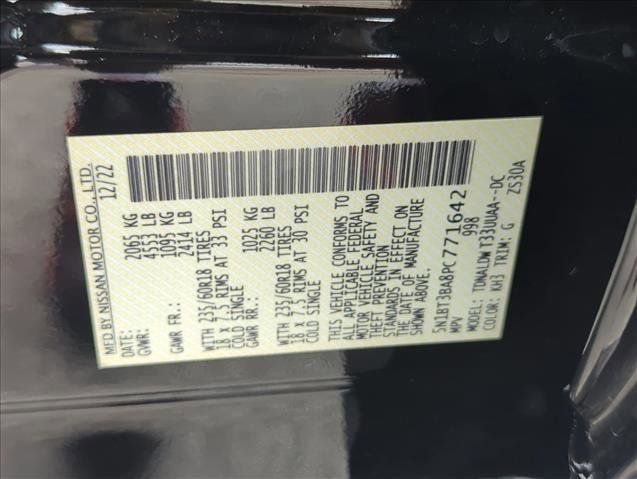 MFD BY NISSAN MOTOR CO., LTD.
DATE: 12/22
GVWR: 2065 KG
4553 LB
GAWR FR.: 1095 KG
2414 LB
WITH 235/60R18 TIRES
18 x 7.5 RIMS AT 33 PSI
COLD SINGLE
GAWR RR.: 1025 KG
2260 LB
WITH 235/60R18 TIRES
18 x 7.5 RIMS AT 30 PSI
COLD SINGLE
THIS VEHICLE CONFORMS TO
ALL APPLICABLE FEDERAL
MOTOR VEHICLE SAFETY AND
THEFT PREVENTION
STANDARDS IN EFFECT ON
THE DATE OF MANUFACTURE
SHOWN ABOVE.
5N1BT3BA8PC771642
MPV 998
TYPE: TDNALDWT33UUAA--DC
COLOR: KH3 TRIM: G ZS30A